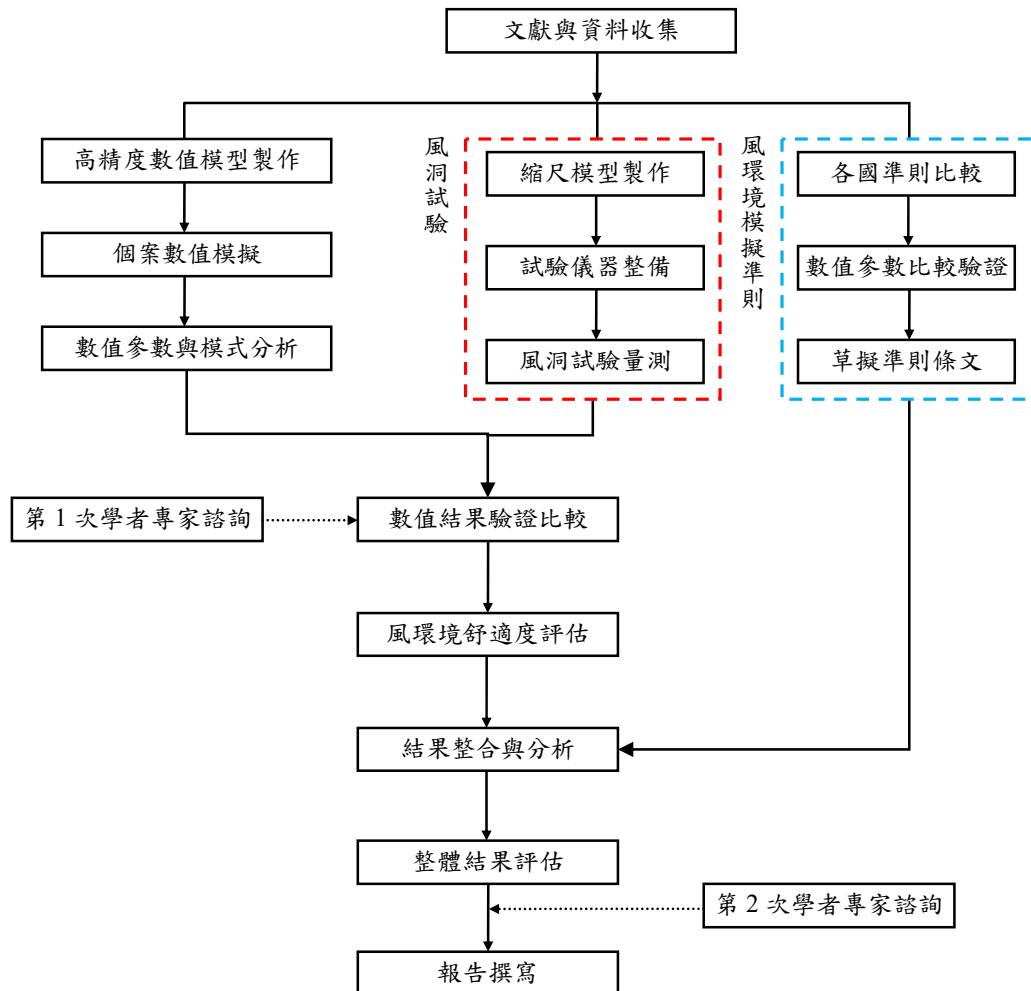 文獻與資料收集
高精度數值模型製作
個案數值模擬
數值參數與模式分析
風洞試驗
縮尺模型製作
試驗儀器整備
風洞試驗量測
風環境模擬準則
各國準則比較
數值參數比較驗證
草擬準則條文
第 1 次學者專家諮詢
數值結果驗證比較
風環境舒適度評估
結果整合與分析
整體結果評估
第 2 次學者專家諮詢
報告撰寫